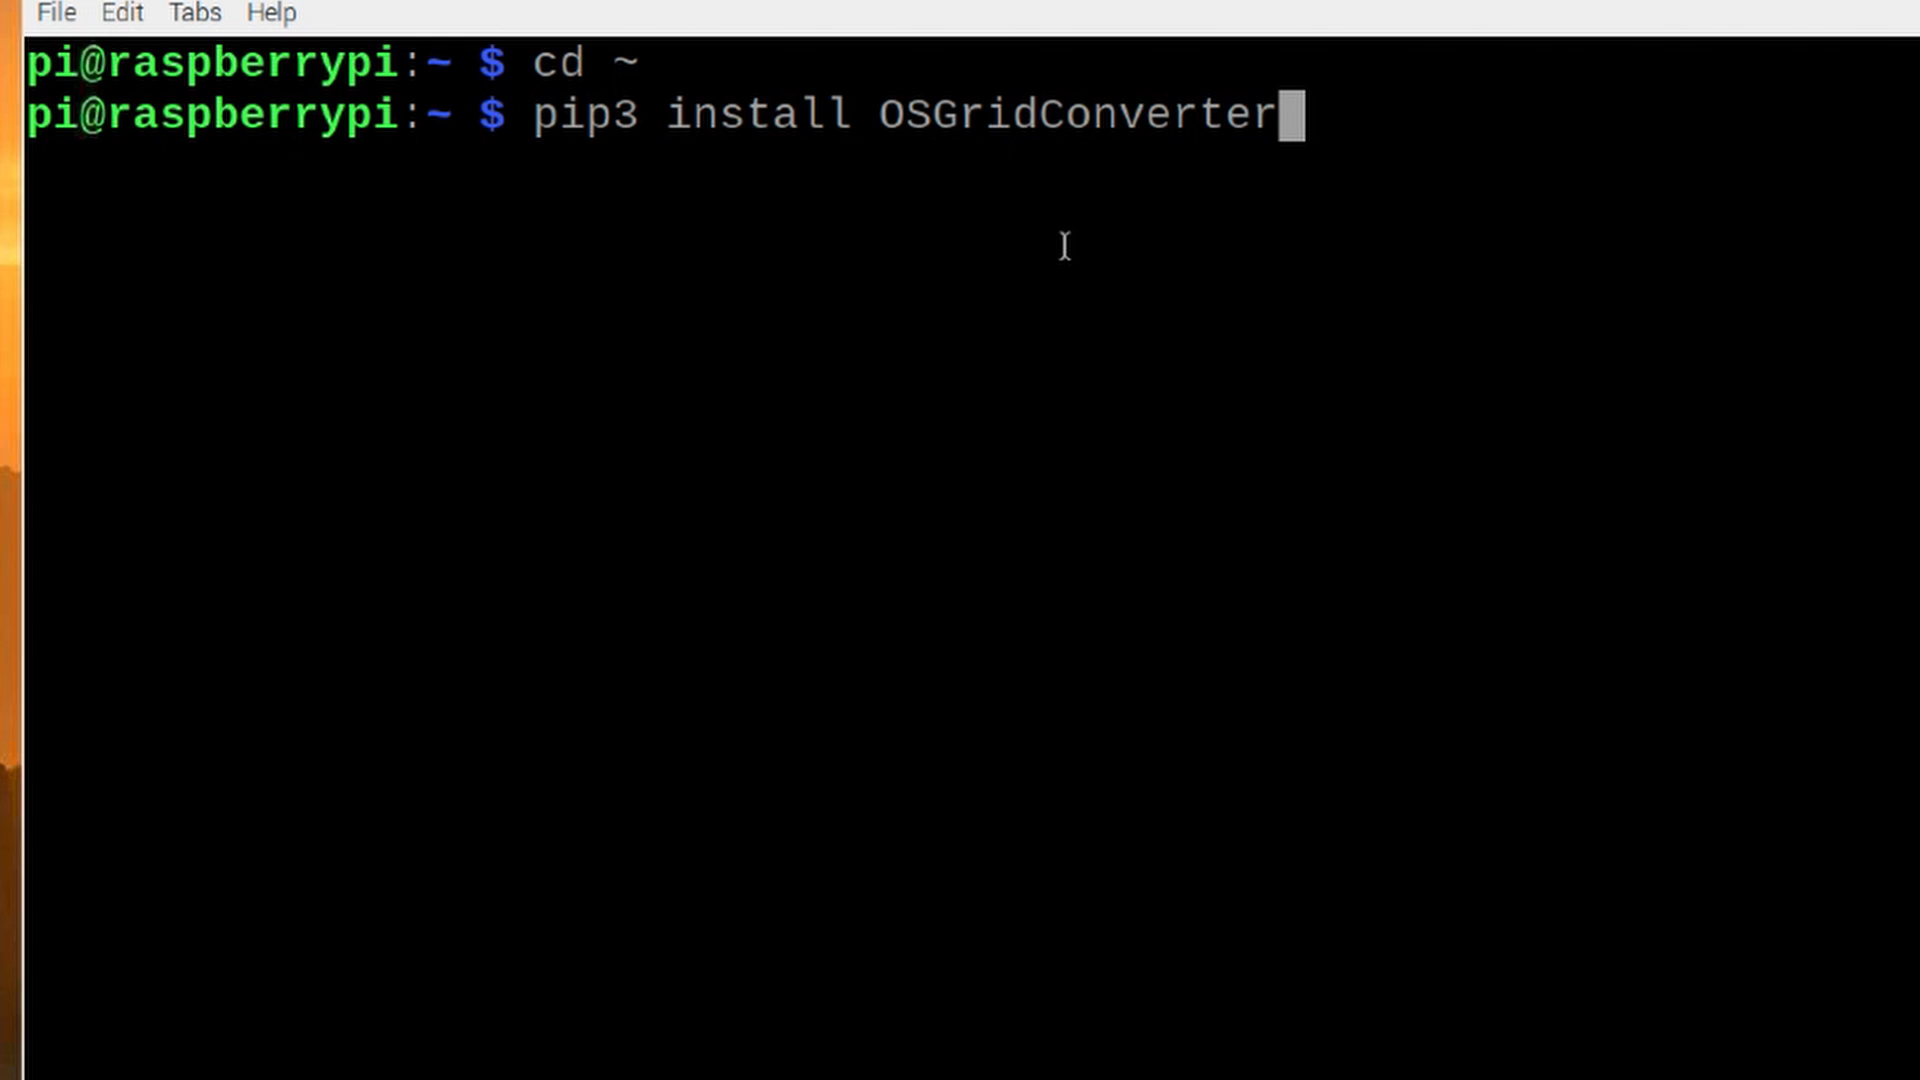 File Edit Tabs Help
pi@raspberrypi:~ $ cd ~
pi@raspberrypi:~ $ pip3 install OSGridConverter